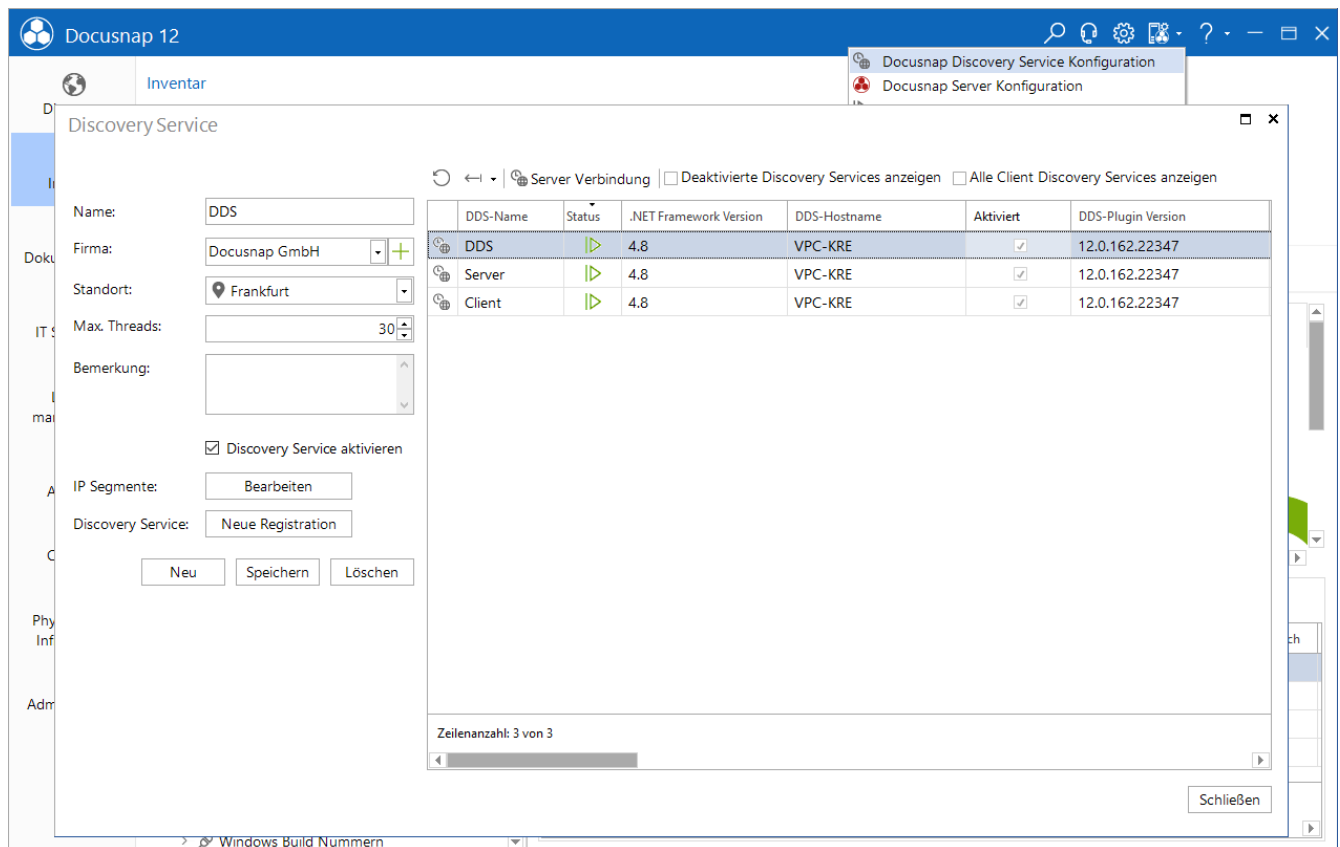 Docusnap 12
Docusnap Discovery Service Konfiguration
Docusnap Server Konfiguration
Inventar
Discovery Service
Server Verbindung
Deaktivierte Discovery Services anzeigen
Alle Client Discovery Services anzeigen
Name: DDS
Firma: Docusnap GmbH
Standort: Frankfurt
Max. Threads: 30
Bemerkung:
Discovery Service aktivieren
IP Segmente: Bearbeiten
Discovery Service: Neue Registration
Neu Speichern Löschen
DDS-Name Status .NET Framework Version DDS-Hostname Aktiviert DDS-Plugin Version
DDS 4.8 VPC-KRE 12.0.162.22347
Server 4.8 VPC-KRE 12.0.162.22347
Client 4.8 VPC-KRE 12.0.162.22347
Zeilenanzahl: 3 von 3
Schließen
Windows Build Nummern